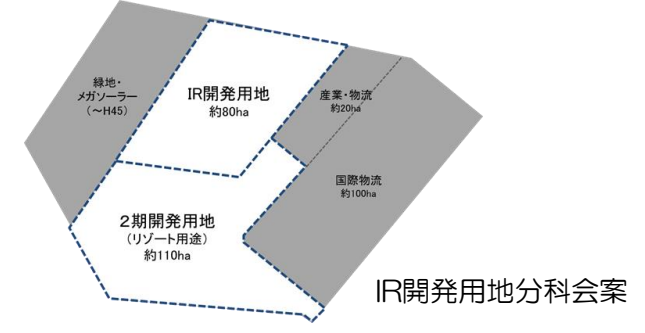 緑地・
メガソーラー
(～H45)
IR開発用地
約80ha
産業・物流
約20ha
国際物流
約100ha
２期開発用地
(リゾート用途)
約110ha
IR開発用地分科会案